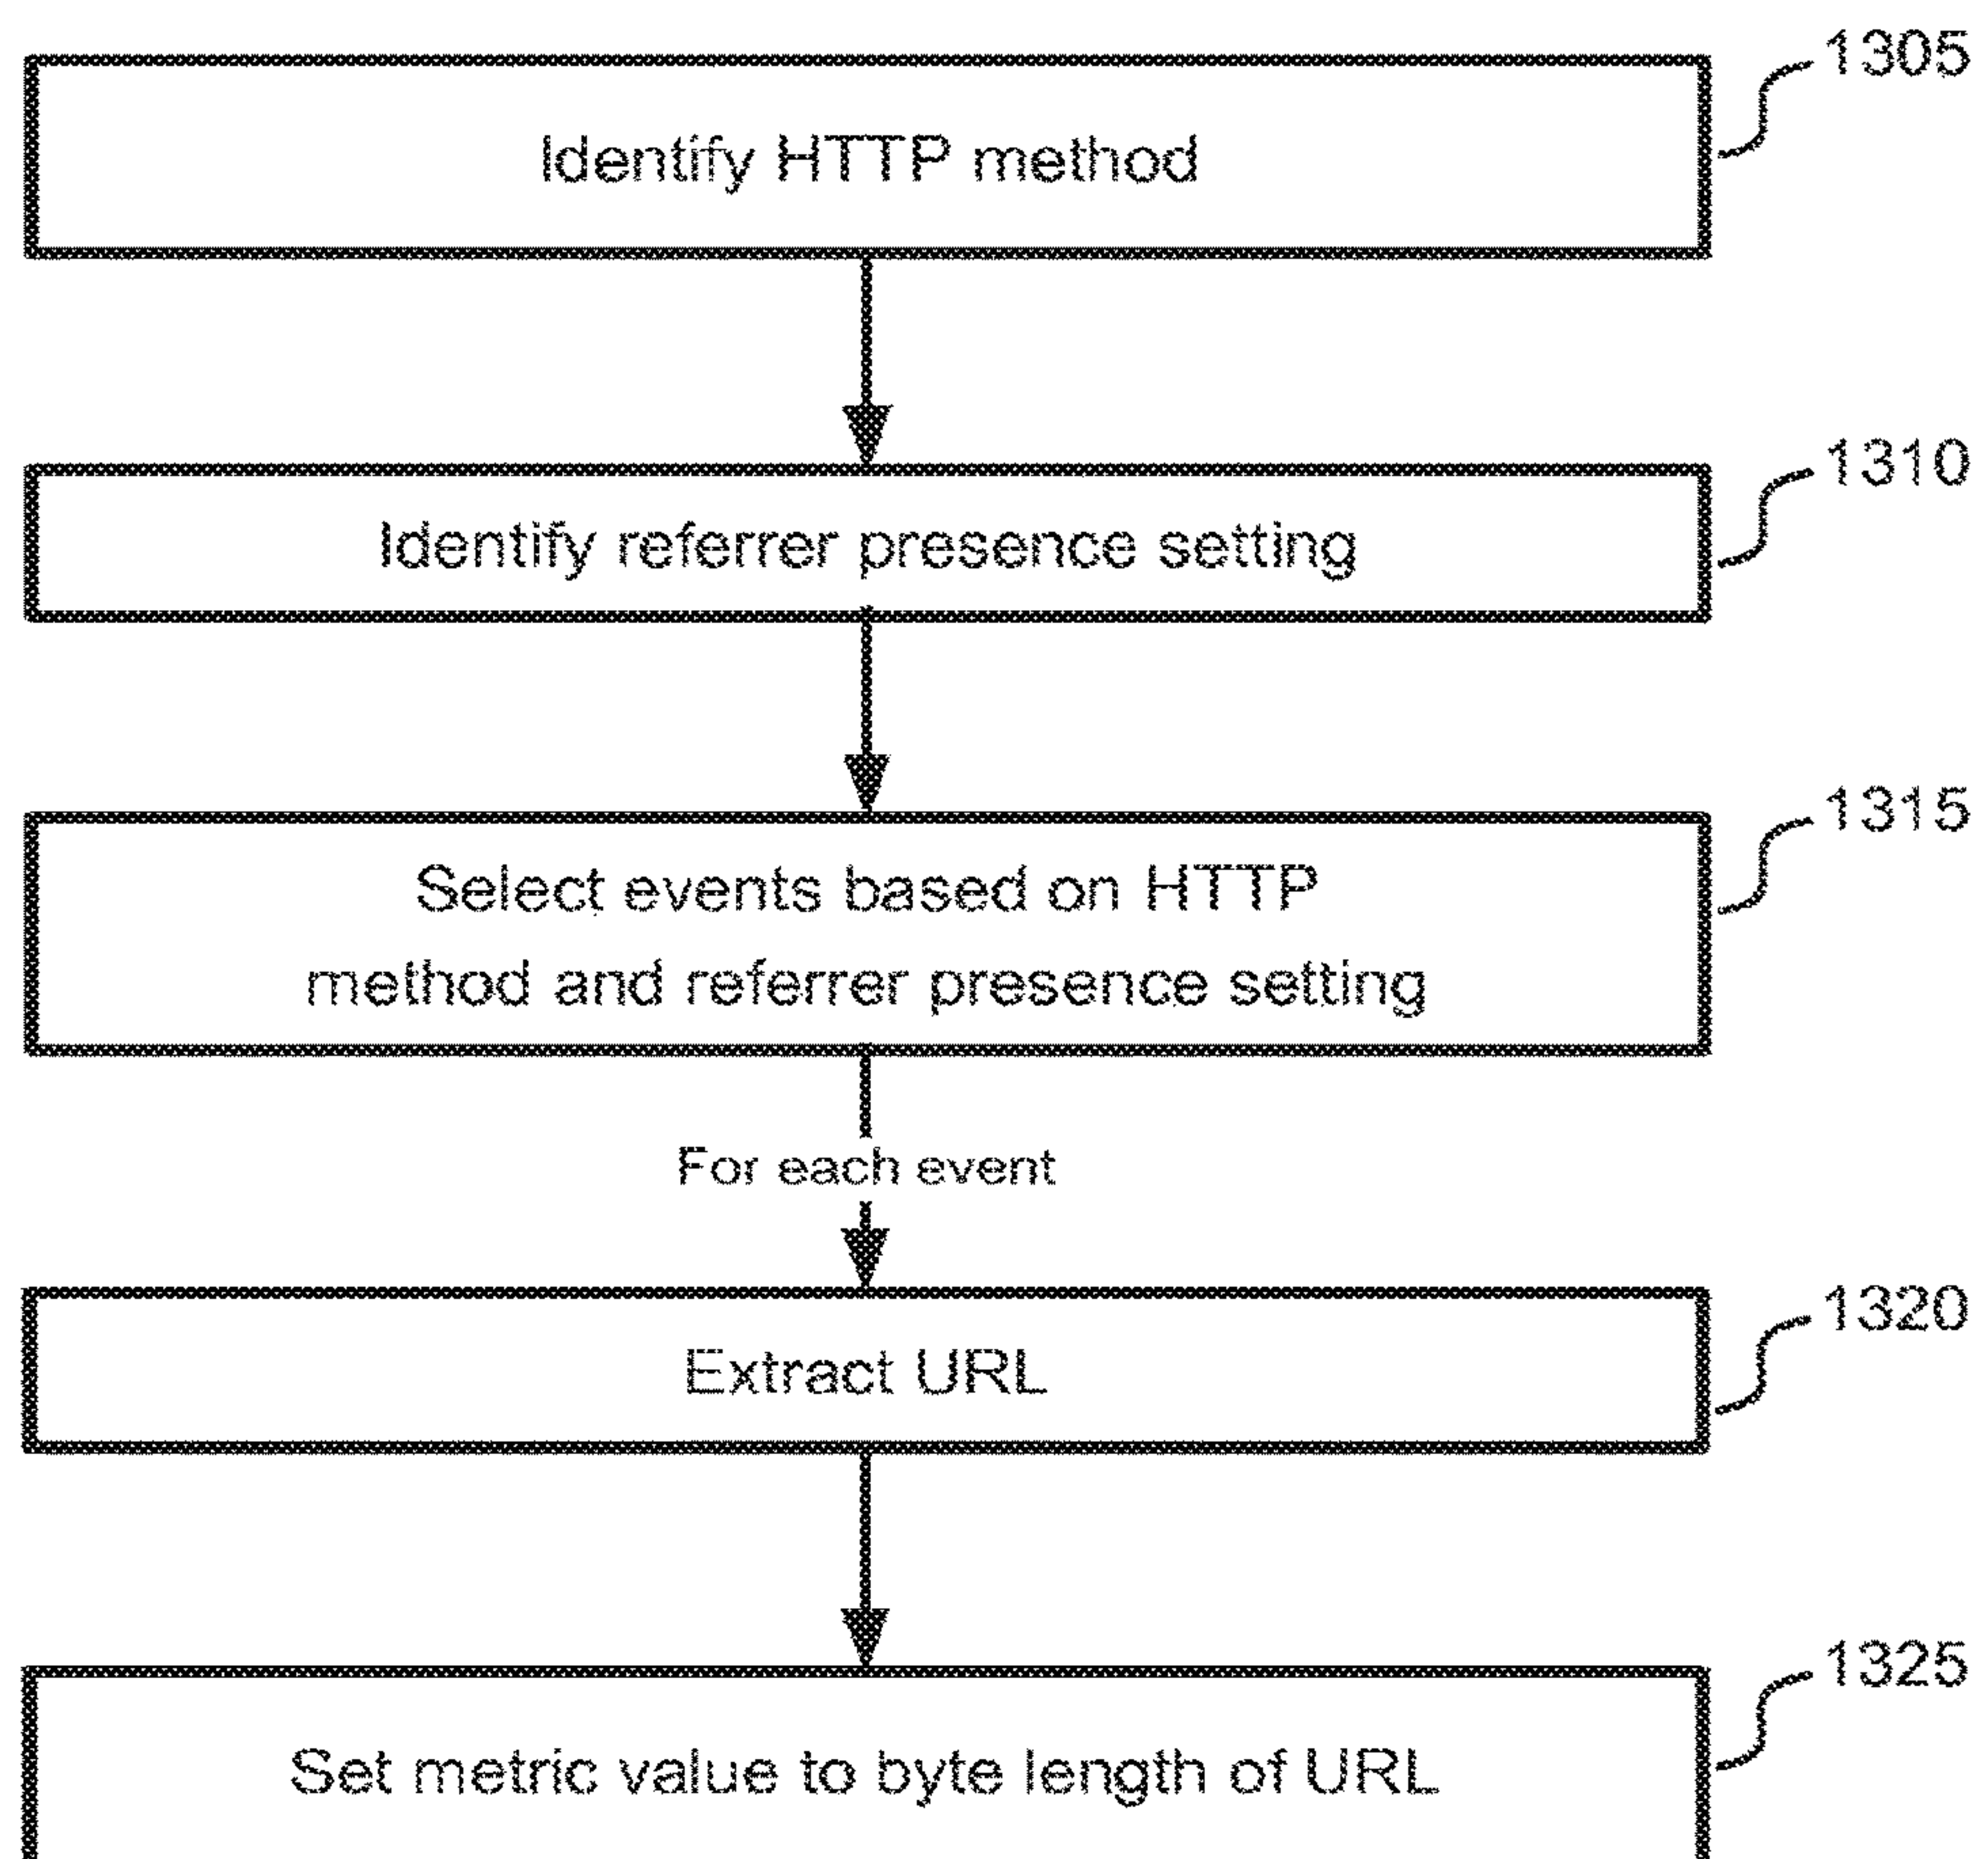 1305
Identify HTTP method
1310
Identify referrer presence setting
1315
Select events based on HTTP
method and referrer presence setting
For each event
1320
Extract URL
1325
Set metric value to byte length of URL